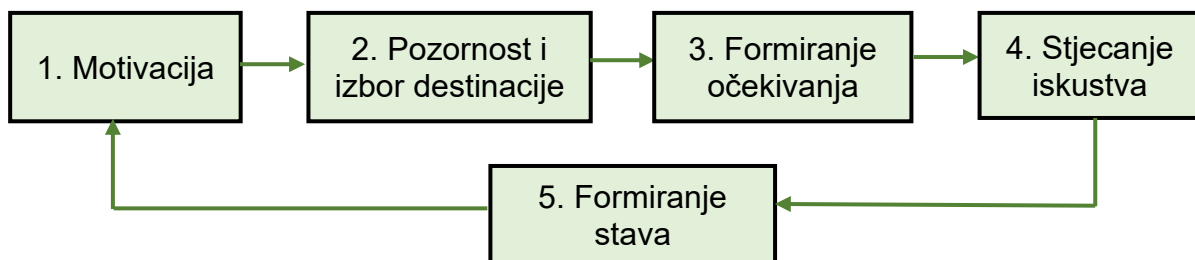 1. Motivacija
2. Pozornost i
izbor destinacije
3. Formiranje
očekivanja
4. Stjecanje
iskustva
5. Formiranje
stava